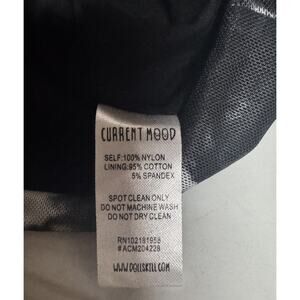 CURRENT MOOD
SELF:100% NYLON
LINING:95% COTTON
5% SPANDEX
SPOT CLEAN ONLY
DO NOT MACHINE WASH
DO NOT DRY CLEAN
RN102181958
#ACM204228
WWW.DOLLSKILL.COM